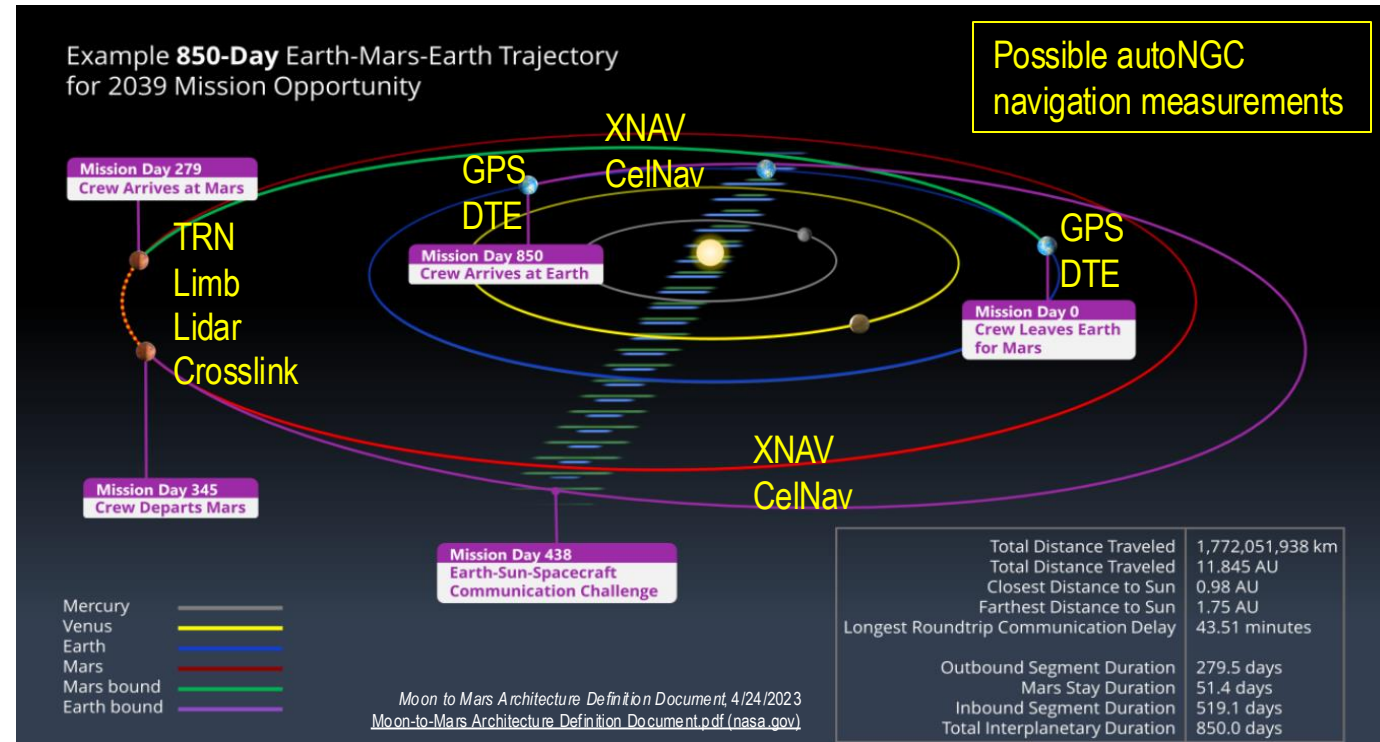 Example 850-Day Earth-Mars-Earth Trajectory
for 2039 Mission Opportunity
Possible autoNGC
navigation measurements
XNAV
CelNav
GPS
DTE
Mission Day 279
Crew Arrives at Mars
TRN
Limb
Lidar
Crosslink
Mission Day 850
Crew Arrives at Earth
GPS
DTE
Mission Day 0
Crew Leaves Earth
for Mars
XNAV
CelNav
Mission Day 345
Crew Departs Mars
Mission Day 438
Earth-Sun-Spacecraft
Communication Challenge
Mercury
Venus
Earth
Mars
Mars bound
Earth bound
Total Distance Traveled 1,772,051,938 km
Total Distance Traveled 11.845 AU
Closest Distance to Sun 0.98 AU
Farthest Distance to Sun 1.75 AU
Longest Roundtrip Communication Delay 43.51 minutes
Outbound Segment Duration 279.5 days
Mars Stay Duration 51.4 days
Inbound Segment Duration 519.1 days
Total Interplanetary Duration 850.0 days
Moon to Mars Architecture Definition Document, 4/24/2023
Moon-to-Mars Architecture Definition Document.pdf (nasa.gov)